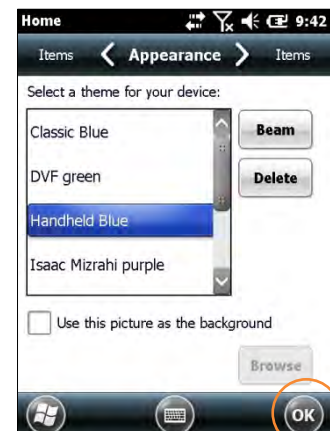 Home 9:42
Items Appearance Items
Select a theme for your device:
Classic Blue Beam
DVF green Delete
Handheld Blue
Isaac Mizrahi purple
Use this picture as the background
Browse
OK